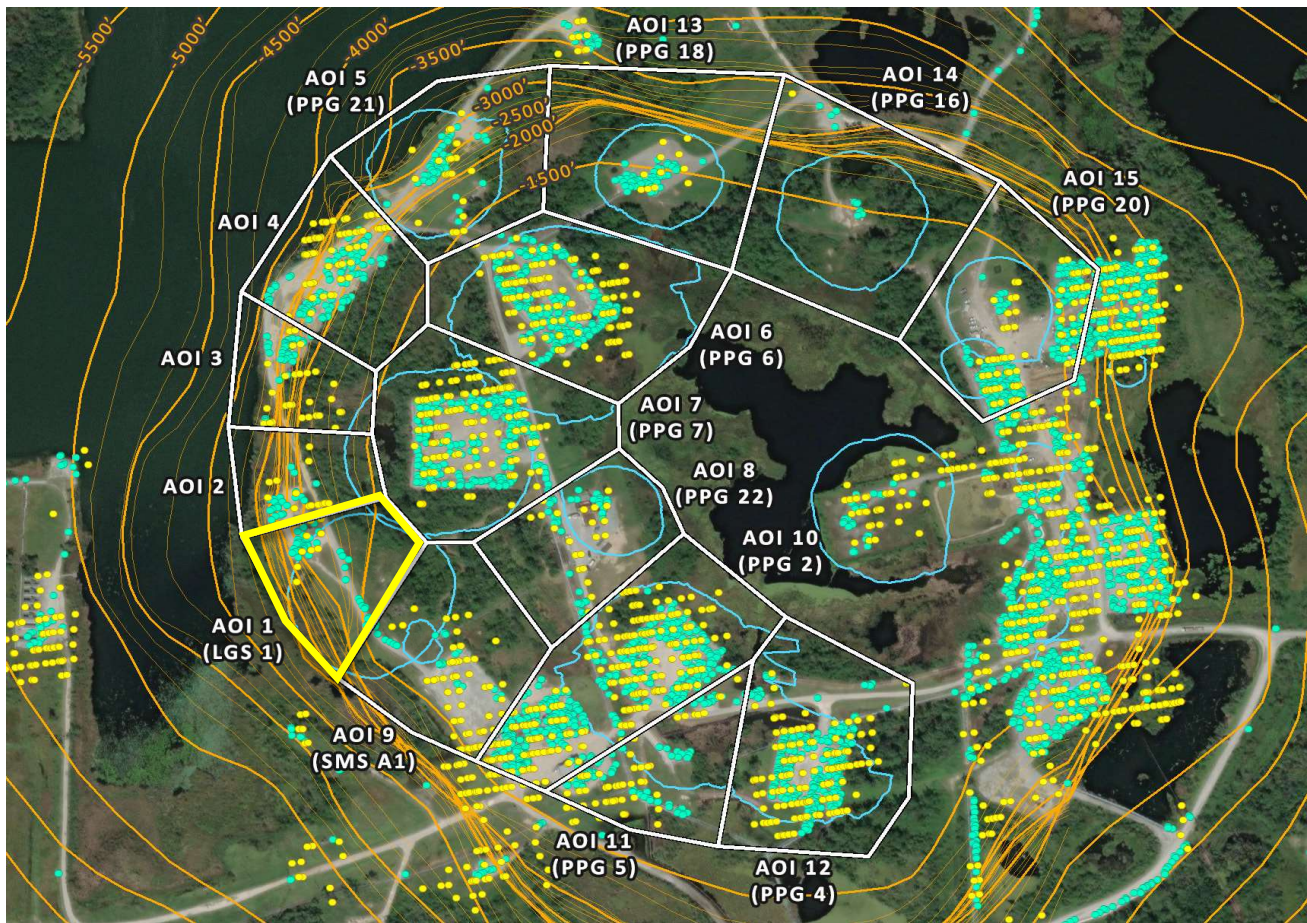 -5500'
-5000'
-4500'
-4000'
-3500'
-3000'
-2500'
-2000'
-1500'
AOI 13
(PPG 18)
AOI 5
(PPG 21)
AOI 14
(PPG 16)
AOI 15
(PPG 20)
AOI 4
AOI 3
AOI 6
(PPG 6)
AOI 7
(PPG 7)
AOI 2
AOI 8
(PPG 22)
AOI 10
(PPG 2)
AOI 1
(LGS 1)
AOI 9
(SMS A1)
AOI 11
(PPG 5)
AOI 12
(PPG 4)